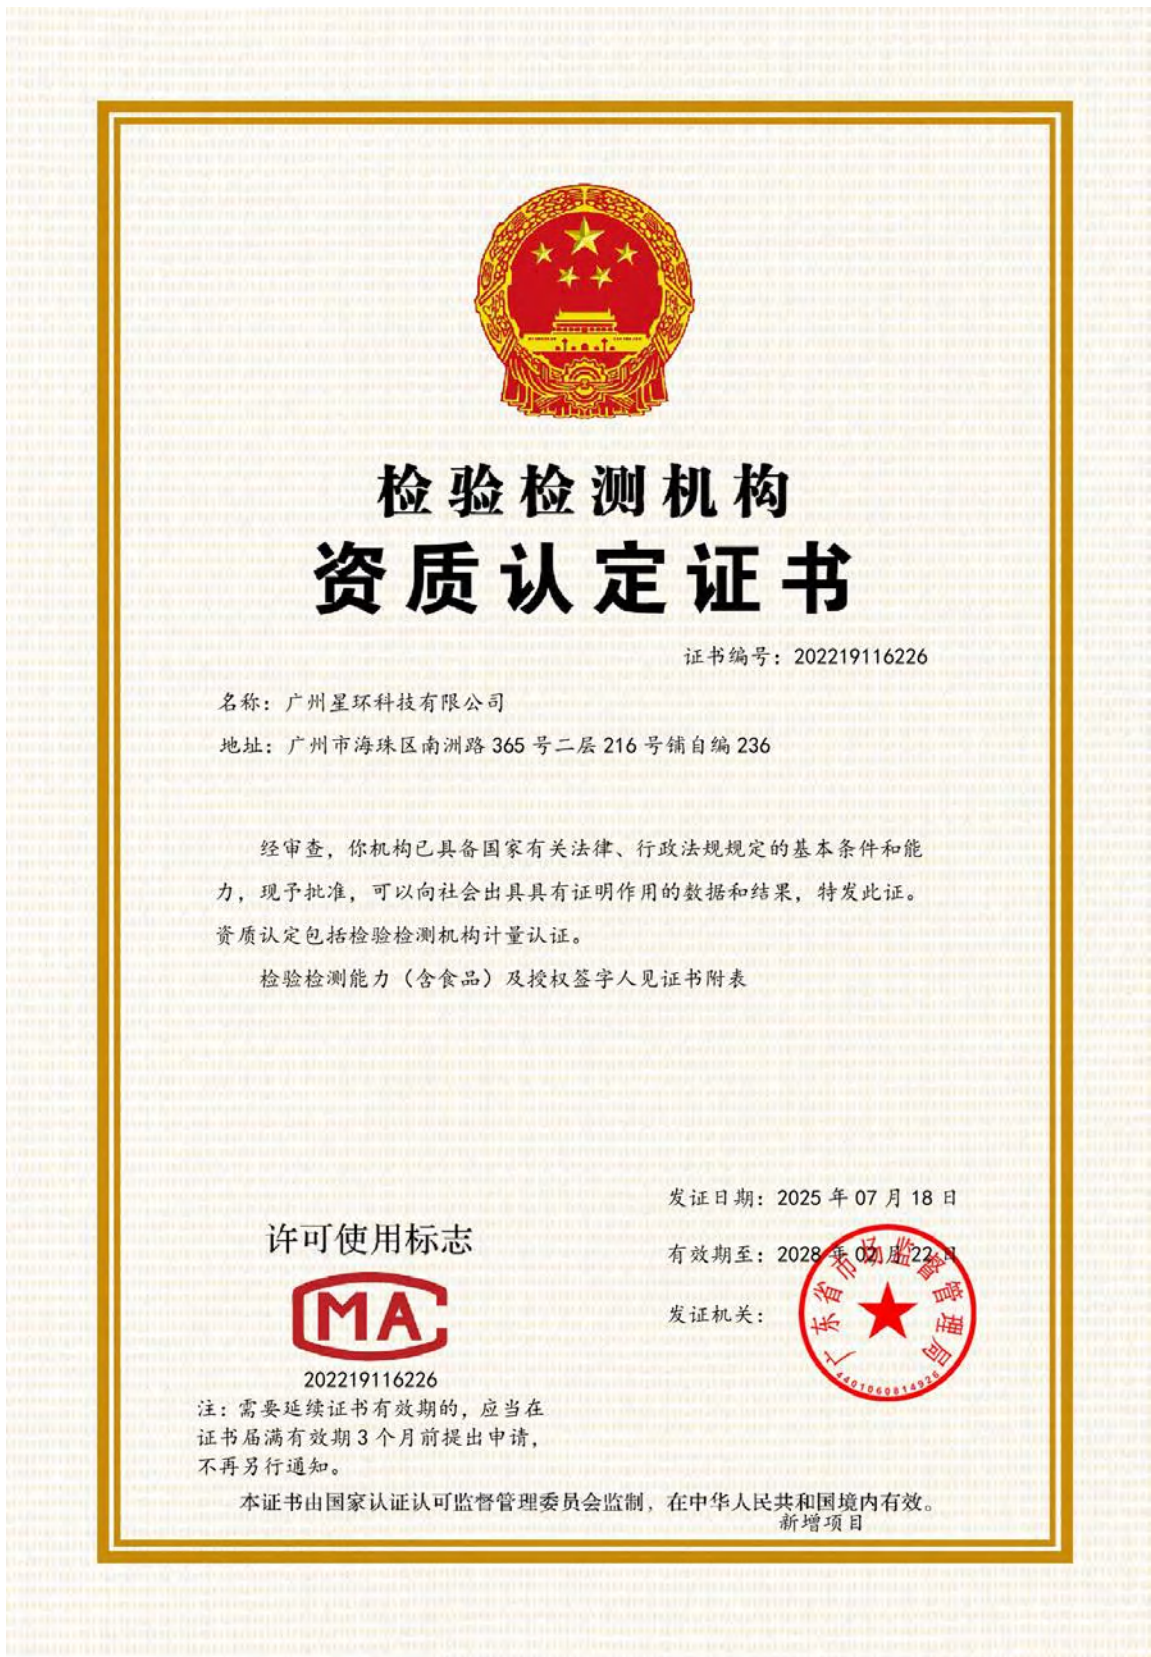 检验检测机构
资质认定证书
证书编号：202219116226
名称：广州星环科技有限公司
地址：广州市海珠区南洲路365号二层216号铺自编236
经审查，你机构已具备国家有关法律、行政法规规定的基本条件和能
力，现予批准，可以向社会出具具有证明作用的数据和结果，特发此证。
资质认定包括检验检测机构计量认证。
检验检测能力（含食品）及授权签字人见证书附表
发证日期：2025年07月18日
许可使用标志
有效期至：2028年02月22日
发证机关：
广东省市场监督管理局
4401060814926
MA
202219116226
注：需要延续证书有效期的，应当在
证书届满有效期3个月前提出申请，
不再另行通知。
本证书由国家认证认可监督管理委员会监制，在中华人民共和国境内有效。
新增项目